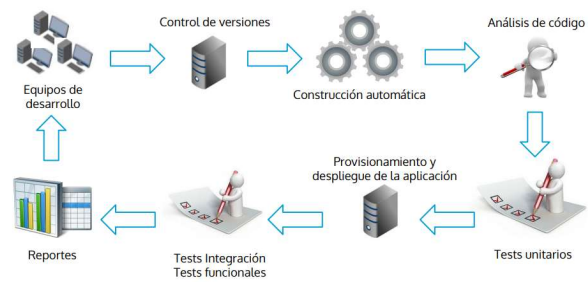 Control de versiones
Análisis de código
Equipos de
desarrollo
Construcción automática
Provisionamiento y
despliegue de la aplicación
Reportes
Tests Integración
Tests funcionales
Tests unitarios